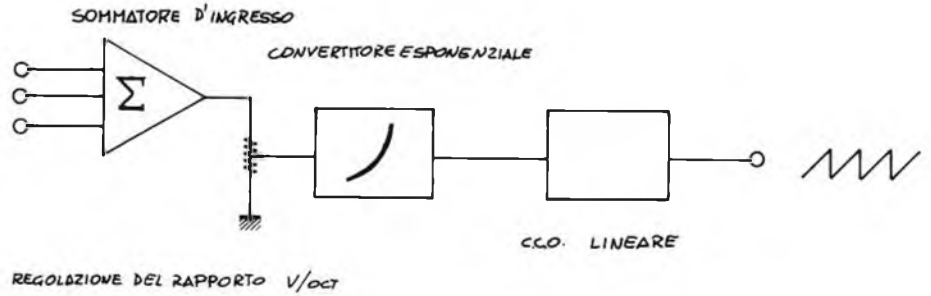 SOMMATORE D'INGRESSO
CONVERTITORE ESPONENZIALE
Σ
C.C.O. LINEARE
REGOLAZIONE DEL RAPPORTO V/OCT